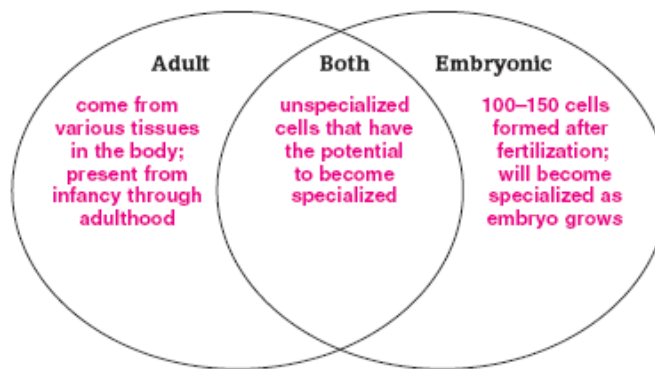 Adult
come from
various tissues
in the body;
present from
infancy through
adulthood
Both
unspecialized
cells that have
the potential
to become
specialized
Embryonic
100–150 cells
formed after
fertilization;
will become
specialized as
embryo grows